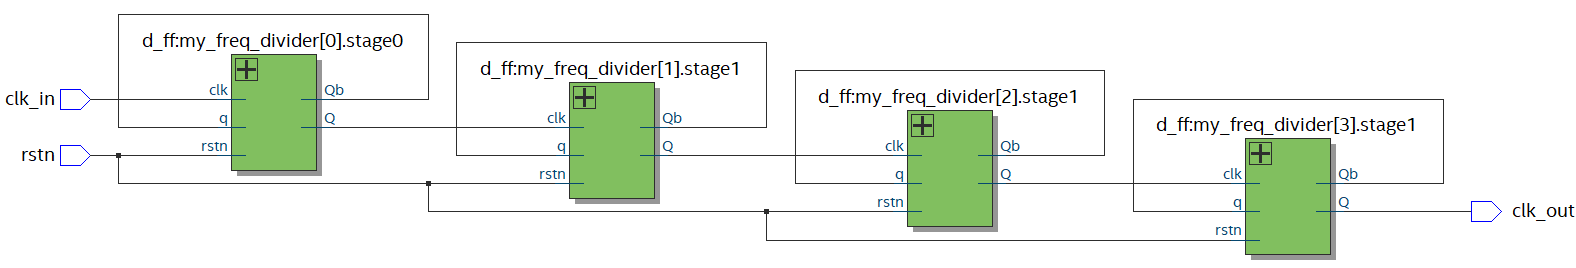 d_ff:my_freq_divider[0].stage0
clk_in
clk
Qb
q
Q
rstn
rstn
d_ff:my_freq_divider[1].stage1
clk
Qb
q
Q
rstn
d_ff:my_freq_divider[2].stage1
clk
Qb
q
Q
rstn
d_ff:my_freq_divider[3].stage1
clk
Qb
q
Q
rstn
clk_out